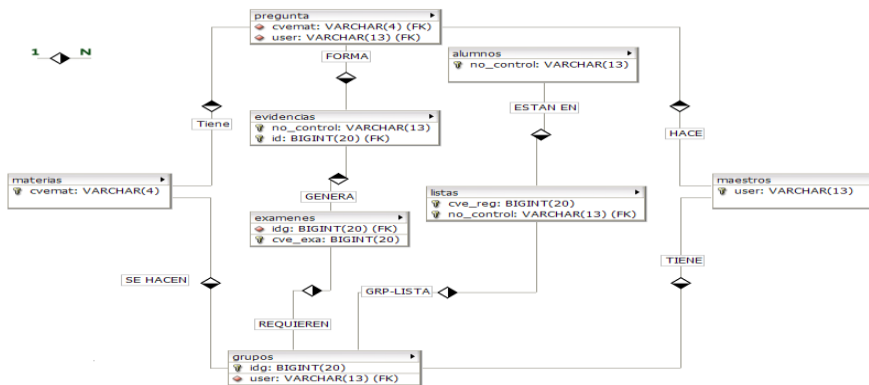 pregunta
cvemat: VARCHAR(4) (FK)
user: VARCHAR(13) (FK)
1 N
FORMA
alumnos
no_control: VARCHAR(13)
ESTAN EN
evidencias
no_control: VARCHAR(13)
id: BIGINT(20) (FK)
Tiene
HACE
materias
cvemat: VARCHAR(4)
GENERA
listas
cve_reg: BIGINT(20)
no_control: VARCHAR(13) (FK)
maestros
user: VARCHAR(13)
examenes
idg: BIGINT(20) (FK)
cve_exa: BIGINT(20)
SE HACEN
GRP-LISTA
TIENE
REQUIEREN
grupos
idg: BIGINT(20)
user: VARCHAR(13) (FK)